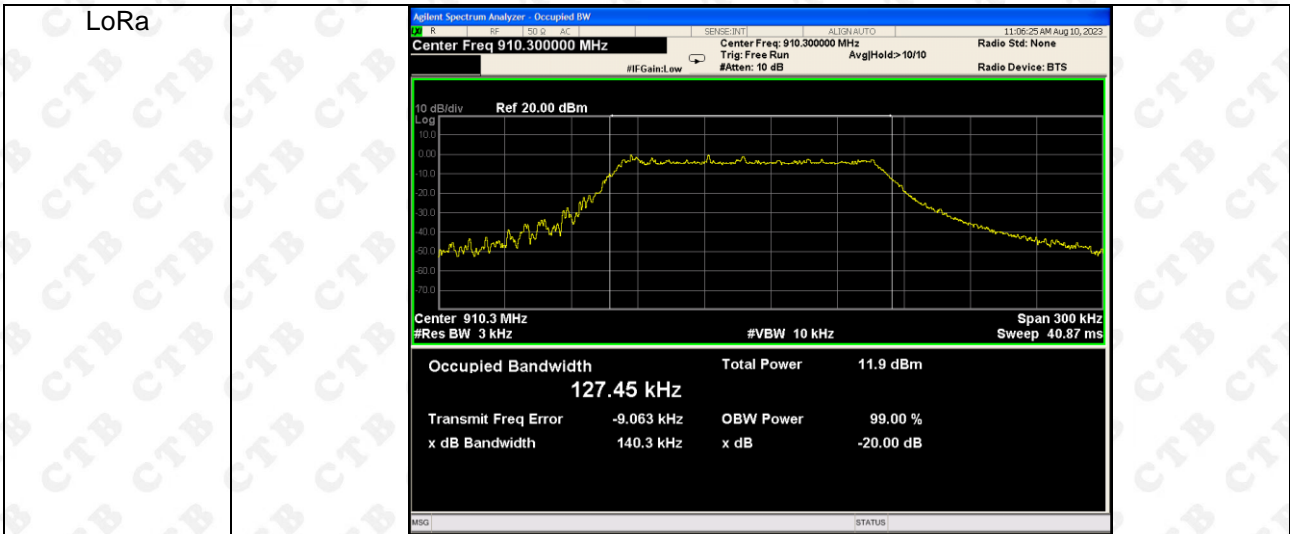 LoRa
Agilent Spectrum Analyzer - Occupied BW
R RF 50 Ω AC SENSE:INT ALIGN AUTO 11:06:25 AM Aug 10, 2023
Center Freq 910.300000 MHz Center Freq: 910.300000 MHz Radio Std: None
Trig: Free Run Avg|Hold:>10/10
#IFGain:Low #Atten: 10 dB Radio Device: BTS
10 dB/div Ref 20.00 dBm
Log
10.0
0.00
-10.0
-20.0
-30.0
-40.0
-50.0
-60.0
-70.0
Center 910.3 MHz Span 300 kHz
#Res BW 3 kHz #VBW 10 kHz Sweep 40.87 ms
Occupied Bandwidth Total Power 11.9 dBm
127.45 kHz
Transmit Freq Error -9.063 kHz OBW Power 99.00 %
x dB Bandwidth 140.3 kHz x dB -20.00 dB
MSG STATUS
CTB